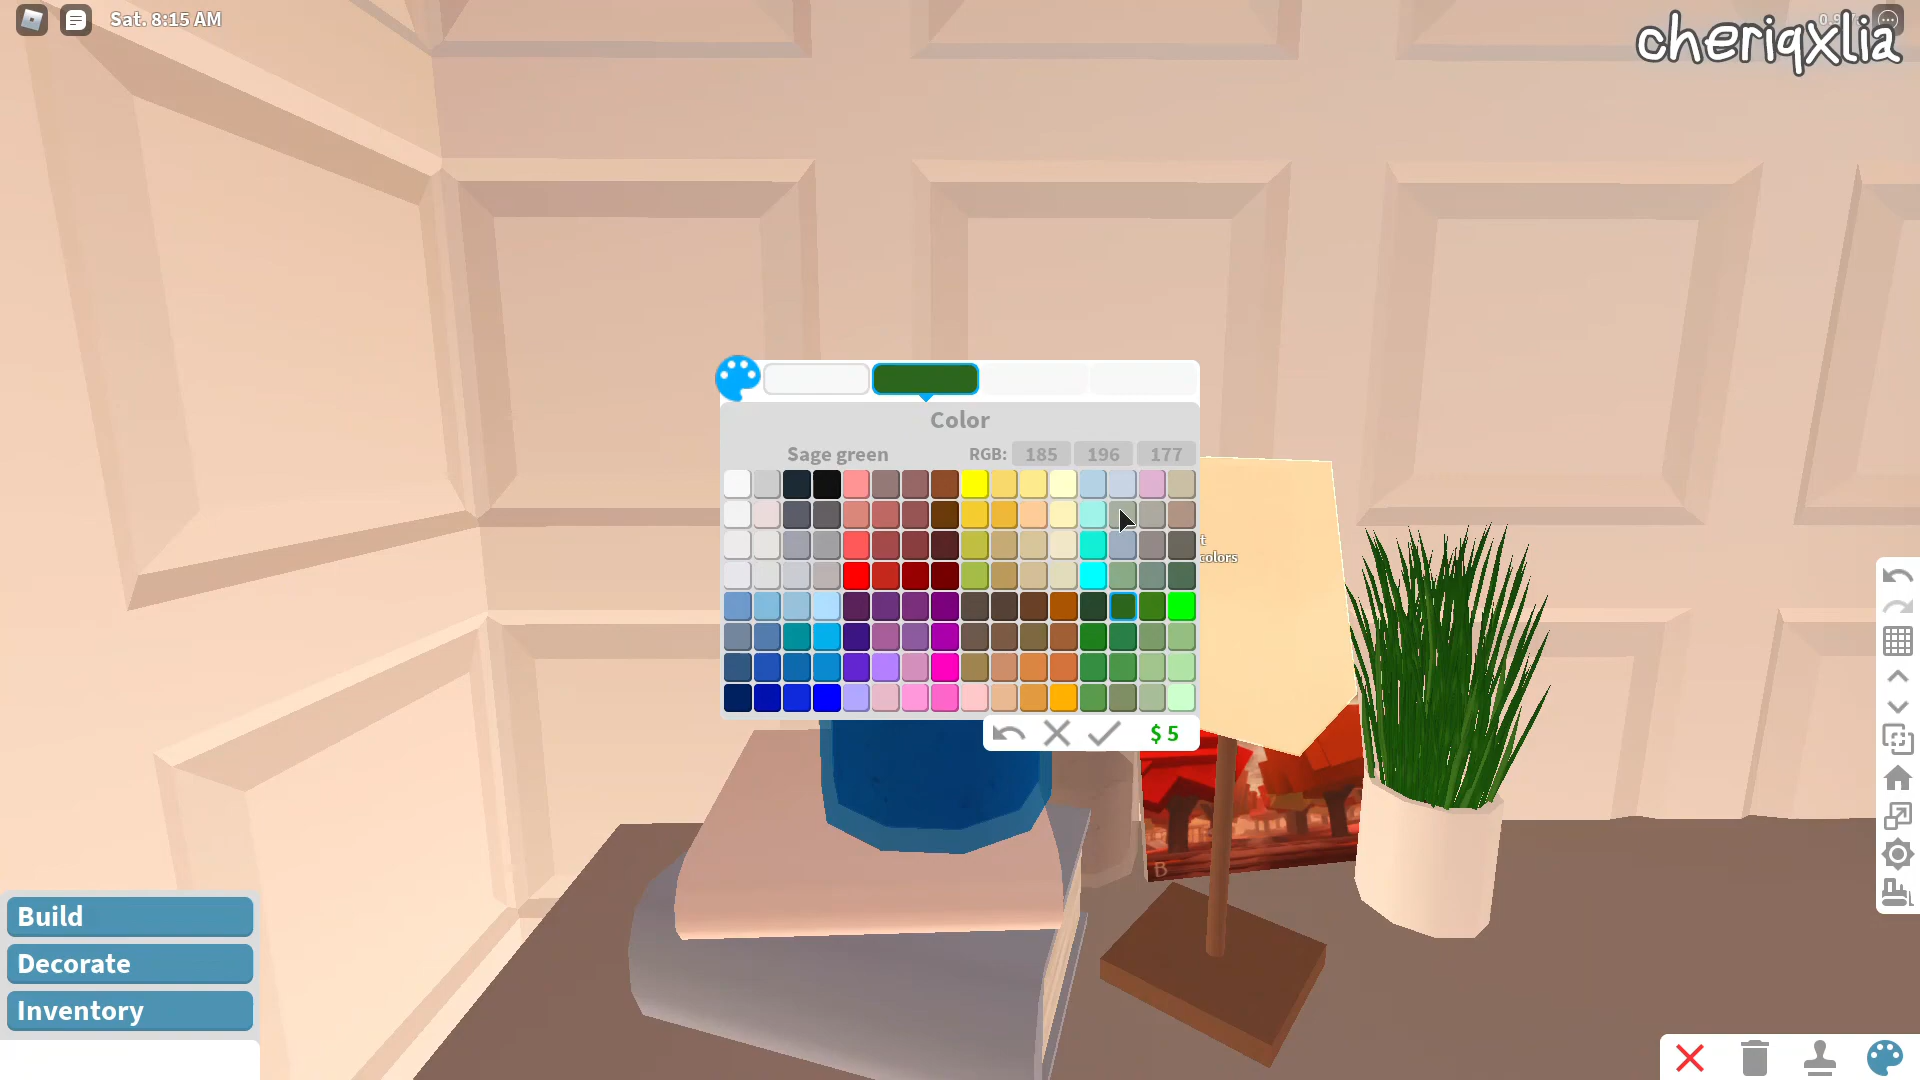 Sat. 8:15 AM
cheriqxlia
Color
Sage green RGB: 185 196 177
colors
$ 5
Build
Decorate
Inventory
B